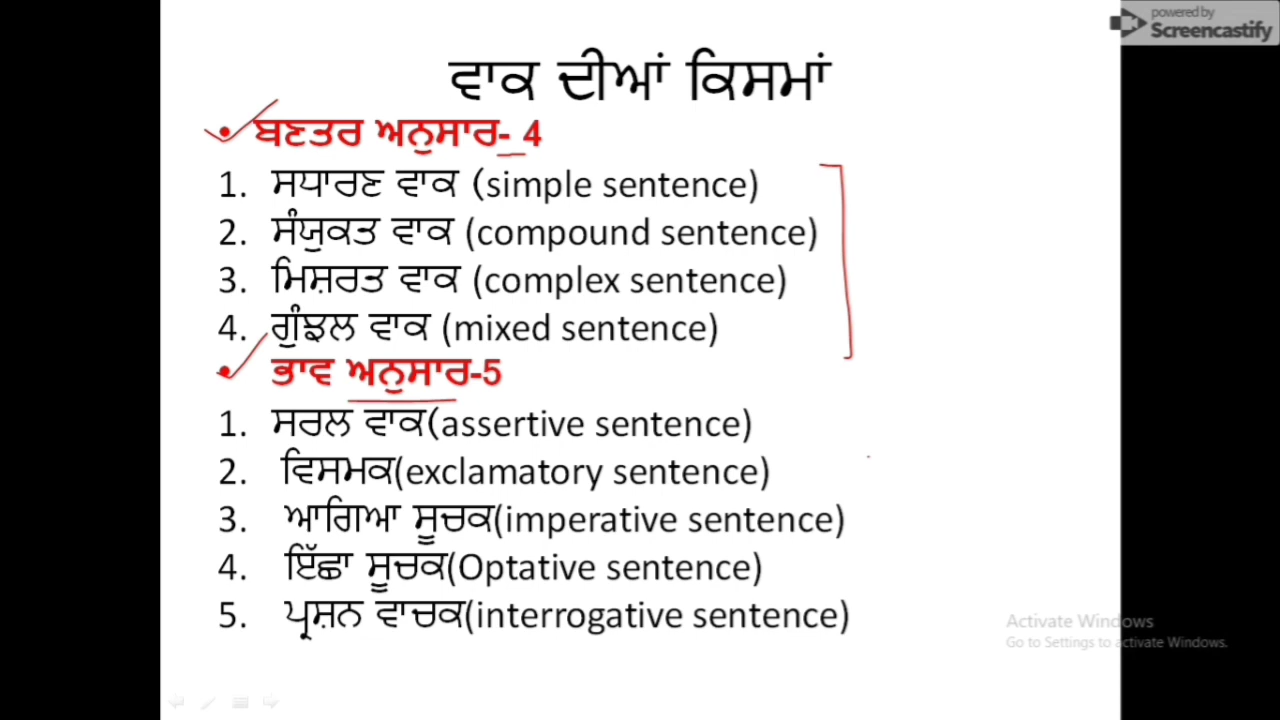 powered by
Screencastify
ਵਾਕ ਦੀਆਂ ਕਿਸਮਾਂ
• ਬਣਤਰ ਅਨੁਸਾਰ- 4
1. ਸਧਾਰਣ ਵਾਕ (simple sentence)
2. ਸੰਯੁਕਤ ਵਾਕ (compound sentence)
3. ਮਿਸ਼ਰਤ ਵਾਕ (complex sentence)
4. ਗੁੰਝਲ ਵਾਕ (mixed sentence)
• ਭਾਵ ਅਨੁਸਾਰ-5
1. ਸਰਲ ਵਾਕ(assertive sentence)
2. ਵਿਸਮਕ(exclamatory sentence)
3. ਆਗਿਆ ਸੂਚਕ(imperative sentence)
4. ਇੱਛਾ ਸੂਚਕ(Optative sentence)
5. ਪ੍ਰਸ਼ਨ ਵਾਚਕ(interrogative sentence)
Activate Windows
Go to Settings to activate Windows.